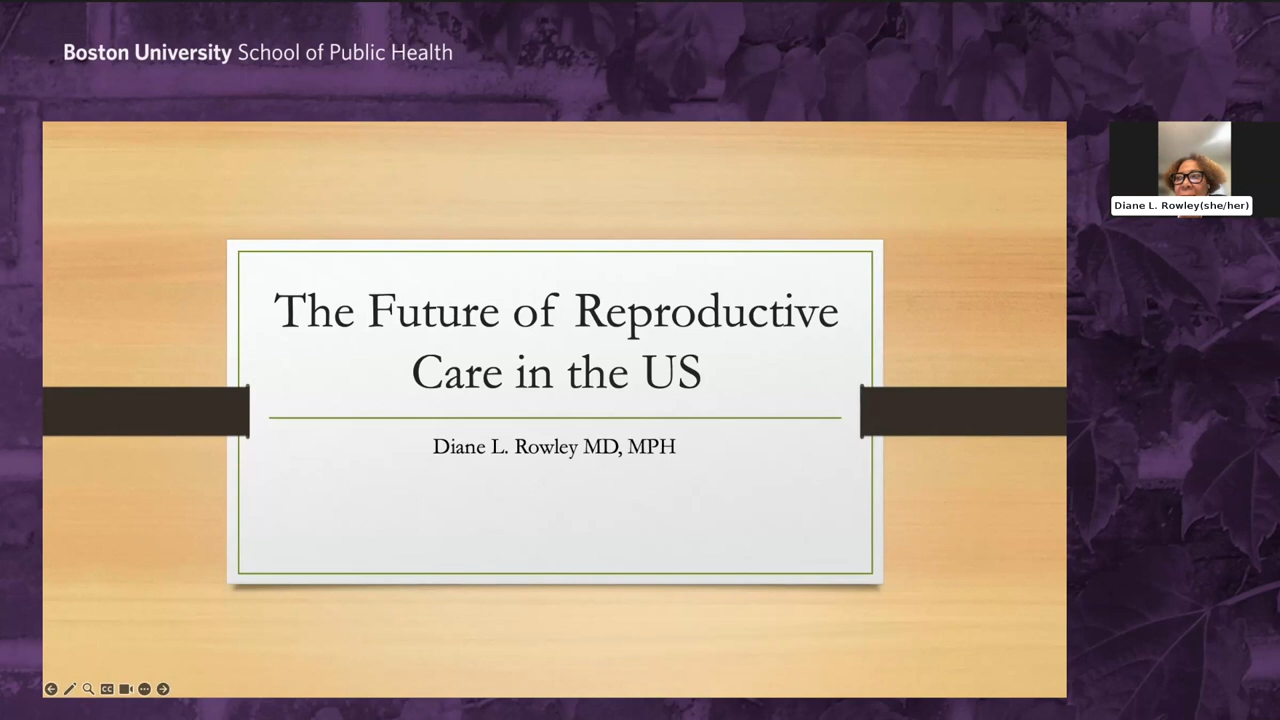 Boston University School of Public Health
The Future of Reproductive
Care in the US
Diane L. Rowley MD, MPH
Diane L. Rowley(she/her)
CC